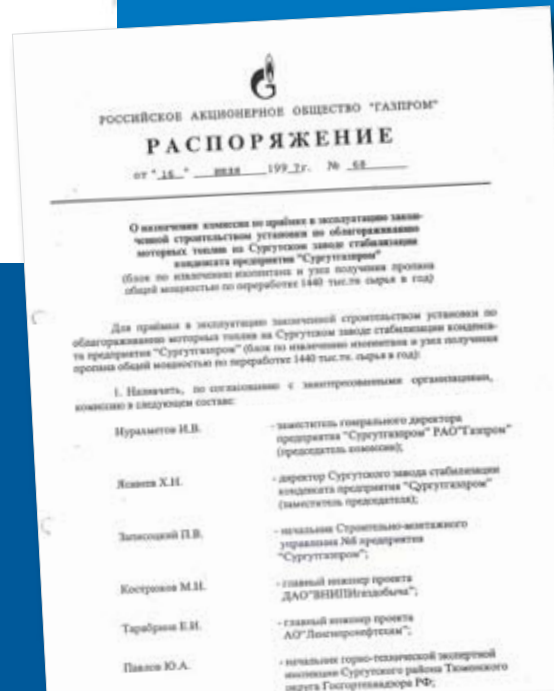 РОССИЙСКОЕ АКЦИОНЕРНОЕ ОБЩЕСТВО "ГАЗПРОМ"
РАСПОРЯЖЕНИЕ
от "16" 1997г. № 68
О назначении комиссии по приёмке в эксплуатацию закон-
ченной строительством установки по облагораживанию
моторных топлив на Сургутском заводе стабилизации
конденсата предприятия "Сургутгазпром"
(блок по извлечению изопентана и узел получения пропана
общей мощностью по переработке 1440 тыс.тн сырья в год)
Для приёмки в эксплуатацию законченной строительством установки по
облагораживанию моторных топлив на Сургутском заводе стабилизации конденса-
та предприятия "Сургутгазпром" (блок по извлечению изопентана и узел получения
пропана общей мощностью по переработке 1440 тыс.тн. сырья в год):
1. Назначить, по согласованию с заинтересованными организациями,
комиссию в следующем составе:
Нурахметов И.В. - заместитель генерального директора
предприятия "Сургутгазпром" РАО"Газпром"
(председатель комиссии);
Ясавеев Х.Н. - директор Сургутского завода стабилизации
конденсата предприятия "Сургутгазпром"
(заместитель председателя);
П.В. - начальник Строительно-монтажного
управления №6 предприятия
"Сургутгазпром";
М.И. - главный инженер проекта
ДАО"ВНИПИгаздобыча";
Тарабрина Е.И. - главный инженер проекта
АО"Ленгипронефтехим";
Павлов Ю.А. - начальник горно-технической экспертной
инспекции Сургутского района Тюменского
округа Госгортехнадзора РФ;